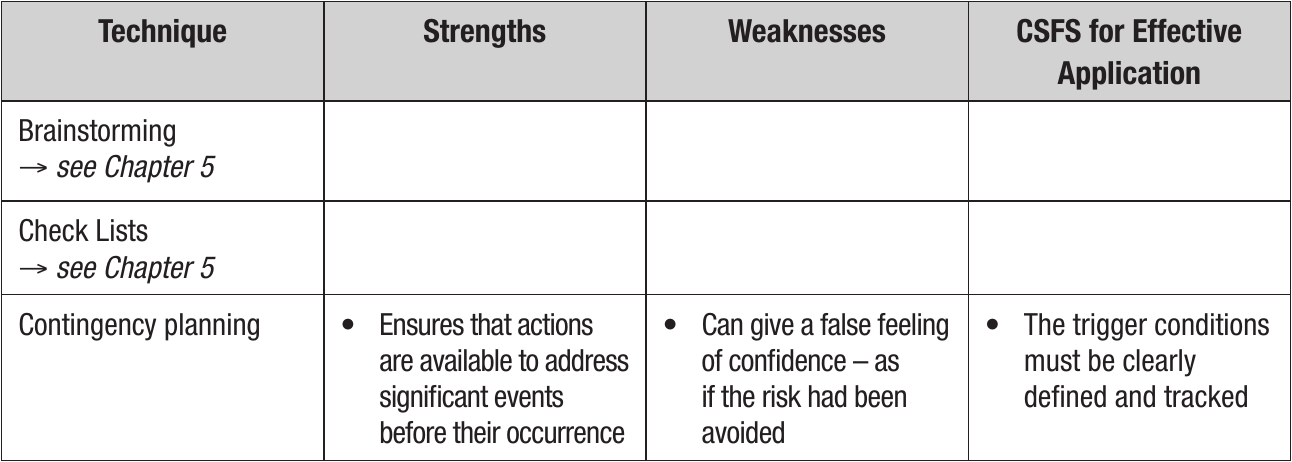 Technique
Strengths
Weaknesses
CSFS for Effective
Application
Brainstorming
→ see Chapter 5
Check Lists
→ see Chapter 5
Contingency planning
• Ensures that actions
are available to address
significant events
before their occurrence
• Can give a false feeling
of confidence – as
if the risk had been
avoided
• The trigger conditions
must be clearly
defined and tracked